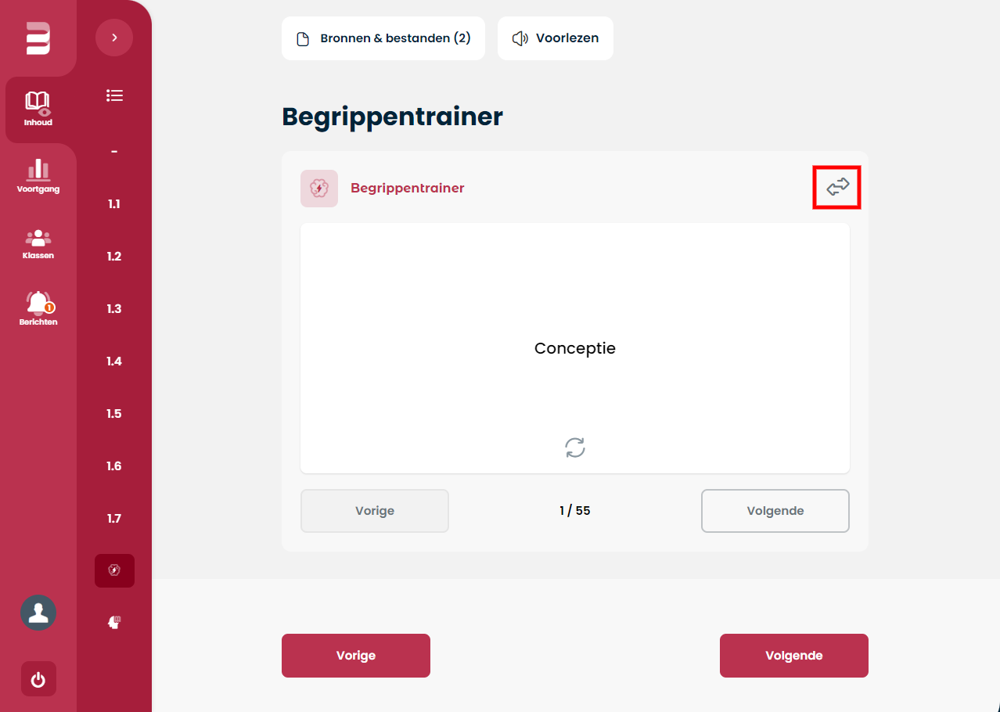 Inhoud
Voortgang
Klassen
1
Berichten
-
1.1
1.2
1.3
1.4
1.5
1.6
1.7
Bronnen & bestanden (2)
Voorlezen
Begrippentrainer
Begrippentrainer
Conceptie
Vorige
1 / 55
Volgende
Vorige
Volgende